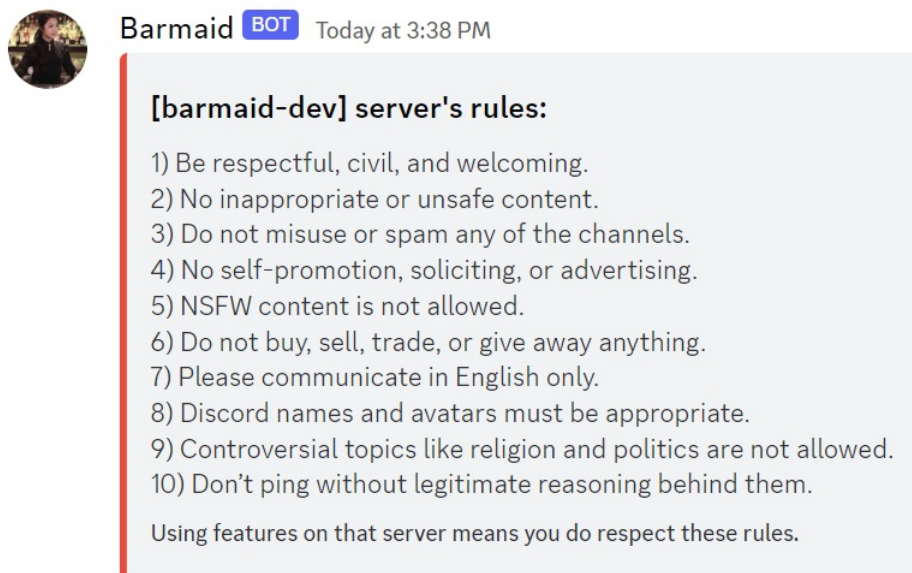 Barmaid BOT Today at 3:38 PM
[barmaid-dev] server's rules:
1) Be respectful, civil, and welcoming.
2) No inappropriate or unsafe content.
3) Do not misuse or spam any of the channels.
4) No self-promotion, soliciting, or advertising.
5) NSFW content is not allowed.
6) Do not buy, sell, trade, or give away anything.
7) Please communicate in English only.
8) Discord names and avatars must be appropriate.
9) Controversial topics like religion and politics are not allowed.
10) Don’t ping without legitimate reasoning behind them.
Using features on that server means you do respect these rules.